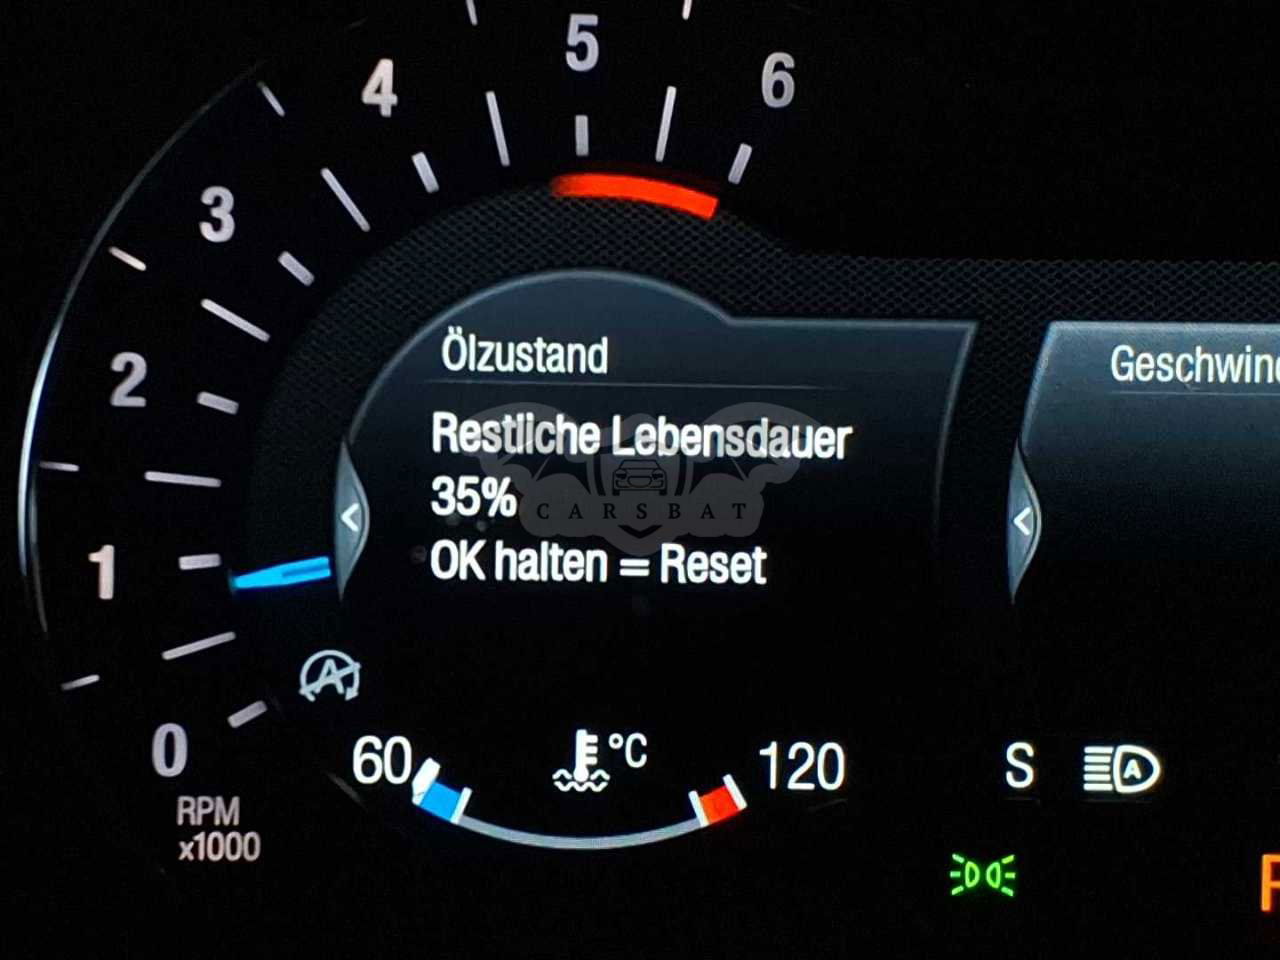 5
4
6
3
2
1
0
RPM
x1000
Ölzustand
Restliche Lebensdauer
35%
OK halten = Reset
CARSBAT
Geschwind
A
60
°C
120
S
A